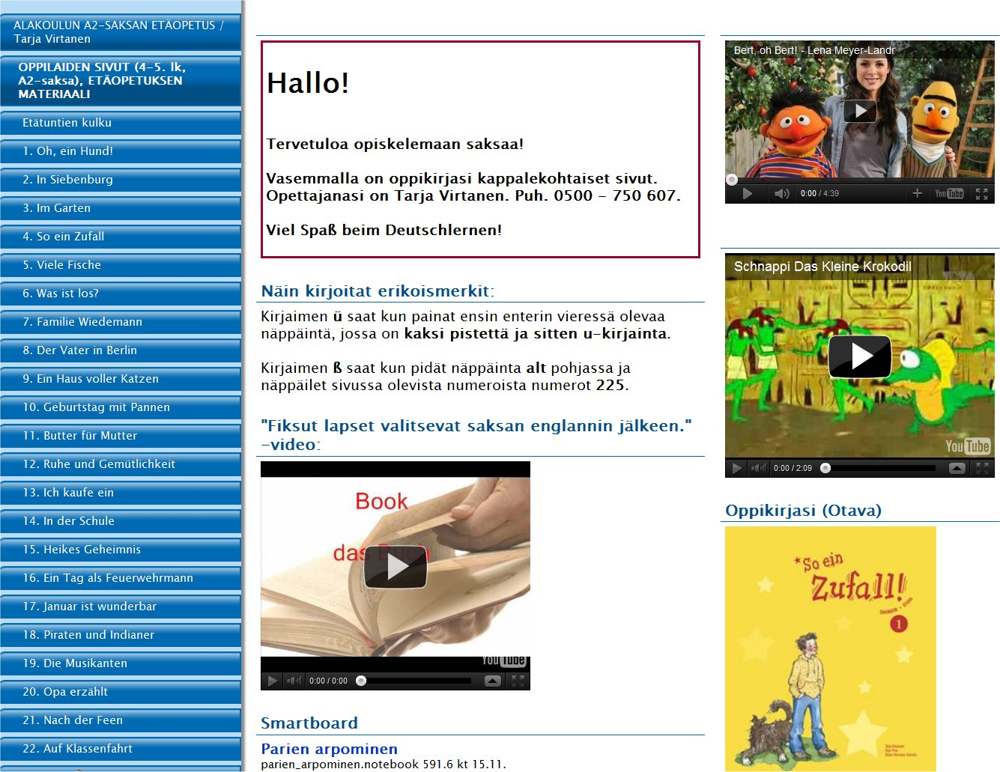 ALAKOULUN A2-SAKSAN ETÄOPETUS /
Tarja Virtanen
OPPILAIDEN SIVUT (4-5. lk,
A2-saksa), ETÄOPETUKSEN
MATERIAALI
Etätuntien kulku
1. Oh, ein Hund!
2. In Siebenburg
3. Im Garten
4. So ein Zufall
5. Viele Fische
6. Was ist los?
7. Familie Wiedemann
8. Der Vater in Berlin
9. Ein Haus voller Katzen
10. Geburtstag mit Pannen
11. Butter für Mutter
12. Ruhe und Gemütlichkeit
13. Ich kaufe ein
14. In der Schule
15. Heikes Geheimnis
16. Ein Tag als Feuerwehrmann
17. Januar ist wunderbar
18. Piraten und Indianer
19. Die Musikanten
20. Opa erzählt
21. Nach der Feen
22. Auf Klassenfahrt
Hallo!
Tervetuloa opiskelemaan saksaa!
Vasemmalla on oppikirjasi kappalekohtaiset sivut.
Opettajanasi on Tarja Virtanen. Puh. 0500 - 750 607.
Viel Spaß beim Deutschlernen!
Näin kirjoitat erikoismerkit:
Kirjaimen ü saat kun painat ensin enterin vieressä olevaa
näppäintä, jossa on kaksi pistettä ja sitten u-kirjainta.
Kirjaimen ß saat kun pidät näppäinta alt pohjassa ja
näppäilet sivussa olevista numeroista numerot 225.
"Fiksut lapset valitsevat saksan englannin jälkeen."
-video:
Book
das Buch
YouTube
0:00 / 0:00
Smartboard
Parien arpominen
parien_arpominen.notebook 591.6 kt 15.11.
Bert, oh Bert! - Lena Meyer-Landr
0:00 / 4:39
YouTube
Schnappi Das Kleine Krokodil
YouTube
0:00 / 2:09
Oppikirjasi (Otava)
So ein
Zufall!
ÜBUNGEN • OTAVA
1